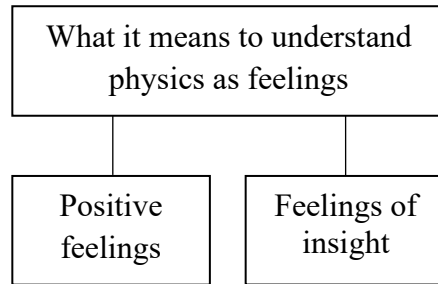 What it means to understand
physics as feelings
Positive
feelings
Feelings of
insight